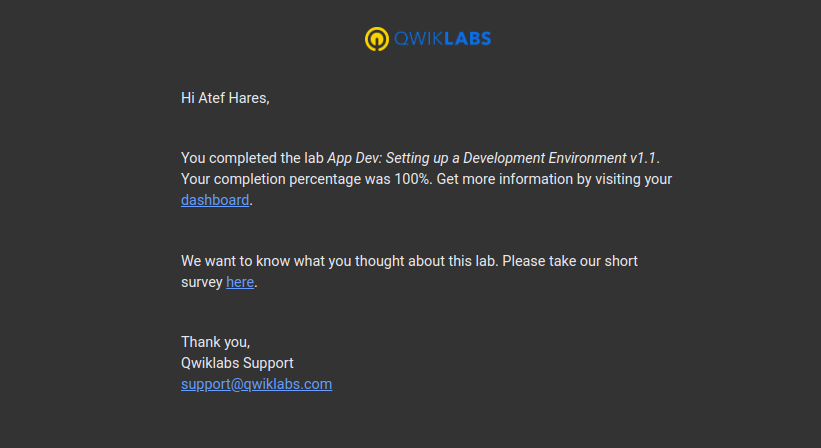 QWIKLABS
Hi Atef Hares,
You completed the lab App Dev: Setting up a Development Environment v1.1.
Your completion percentage was 100%. Get more information by visiting your
dashboard.
We want to know what you thought about this lab. Please take our short
survey here.
Thank you,
Qwiklabs Support
support@qwiklabs.com